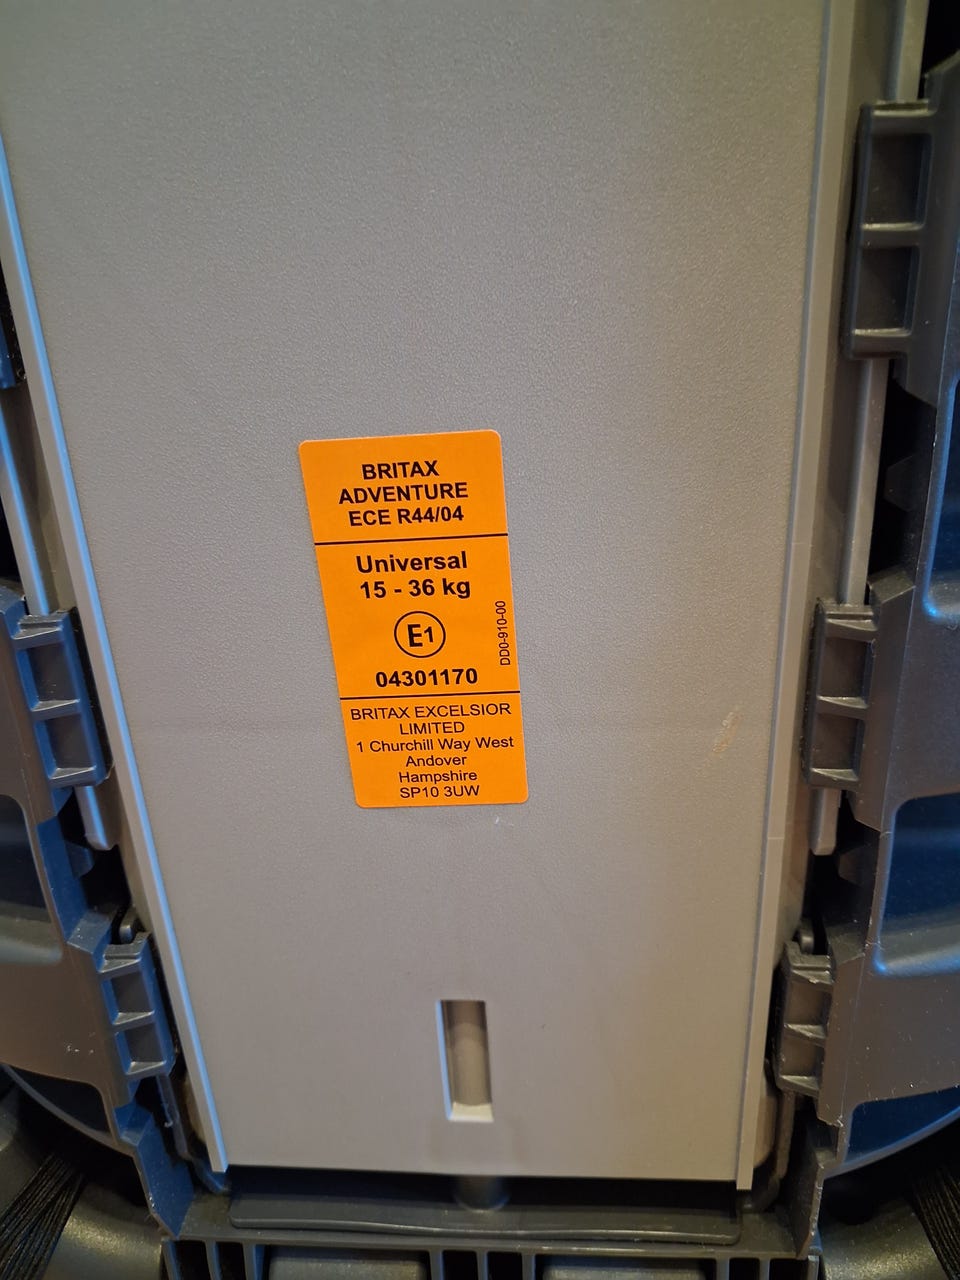 BRITAX
ADVENTURE
ECE R44/04
Universal
15 - 36 kg
E1
04301170
DD0-910-00
BRITAX EXCELSIOR
LIMITED
1 Churchill Way West
Andover
Hampshire
SP10 3UW